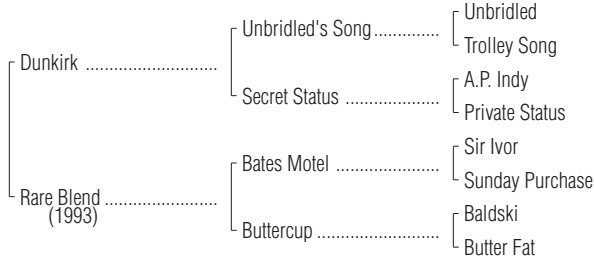 Unbridled
Unbridled's Song..............
Trolley Song
Dunkirk ...........................
A.P. Indy
Secret Status ....................
Private Status
Sir Ivor
Bates Motel ......................
Sunday Purchase
Rare Blend .......................
(1993)
Baldski
Buttercup ..........................
Butter Fat